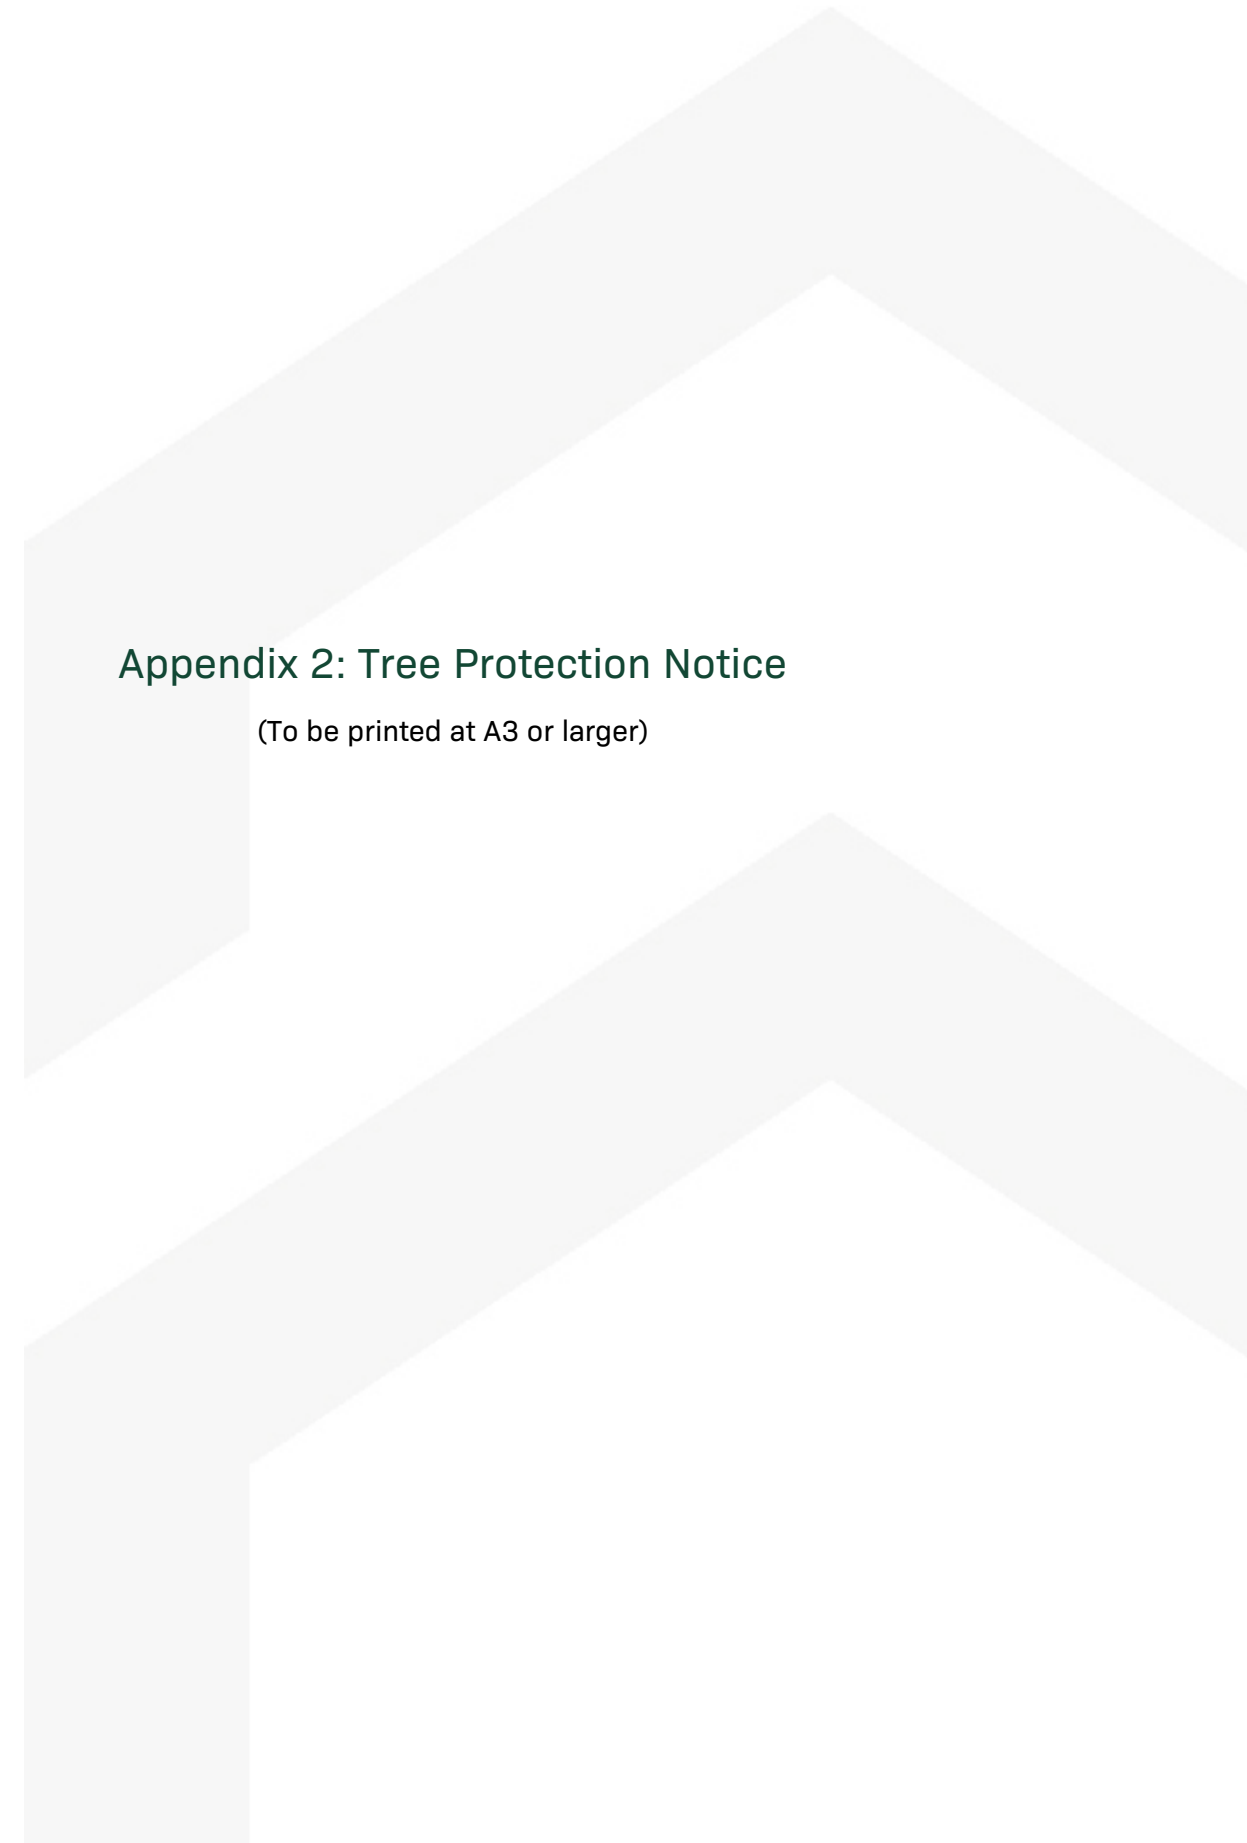 Appendix 2: Tree Protection Notice
(To be printed at A3 or larger)